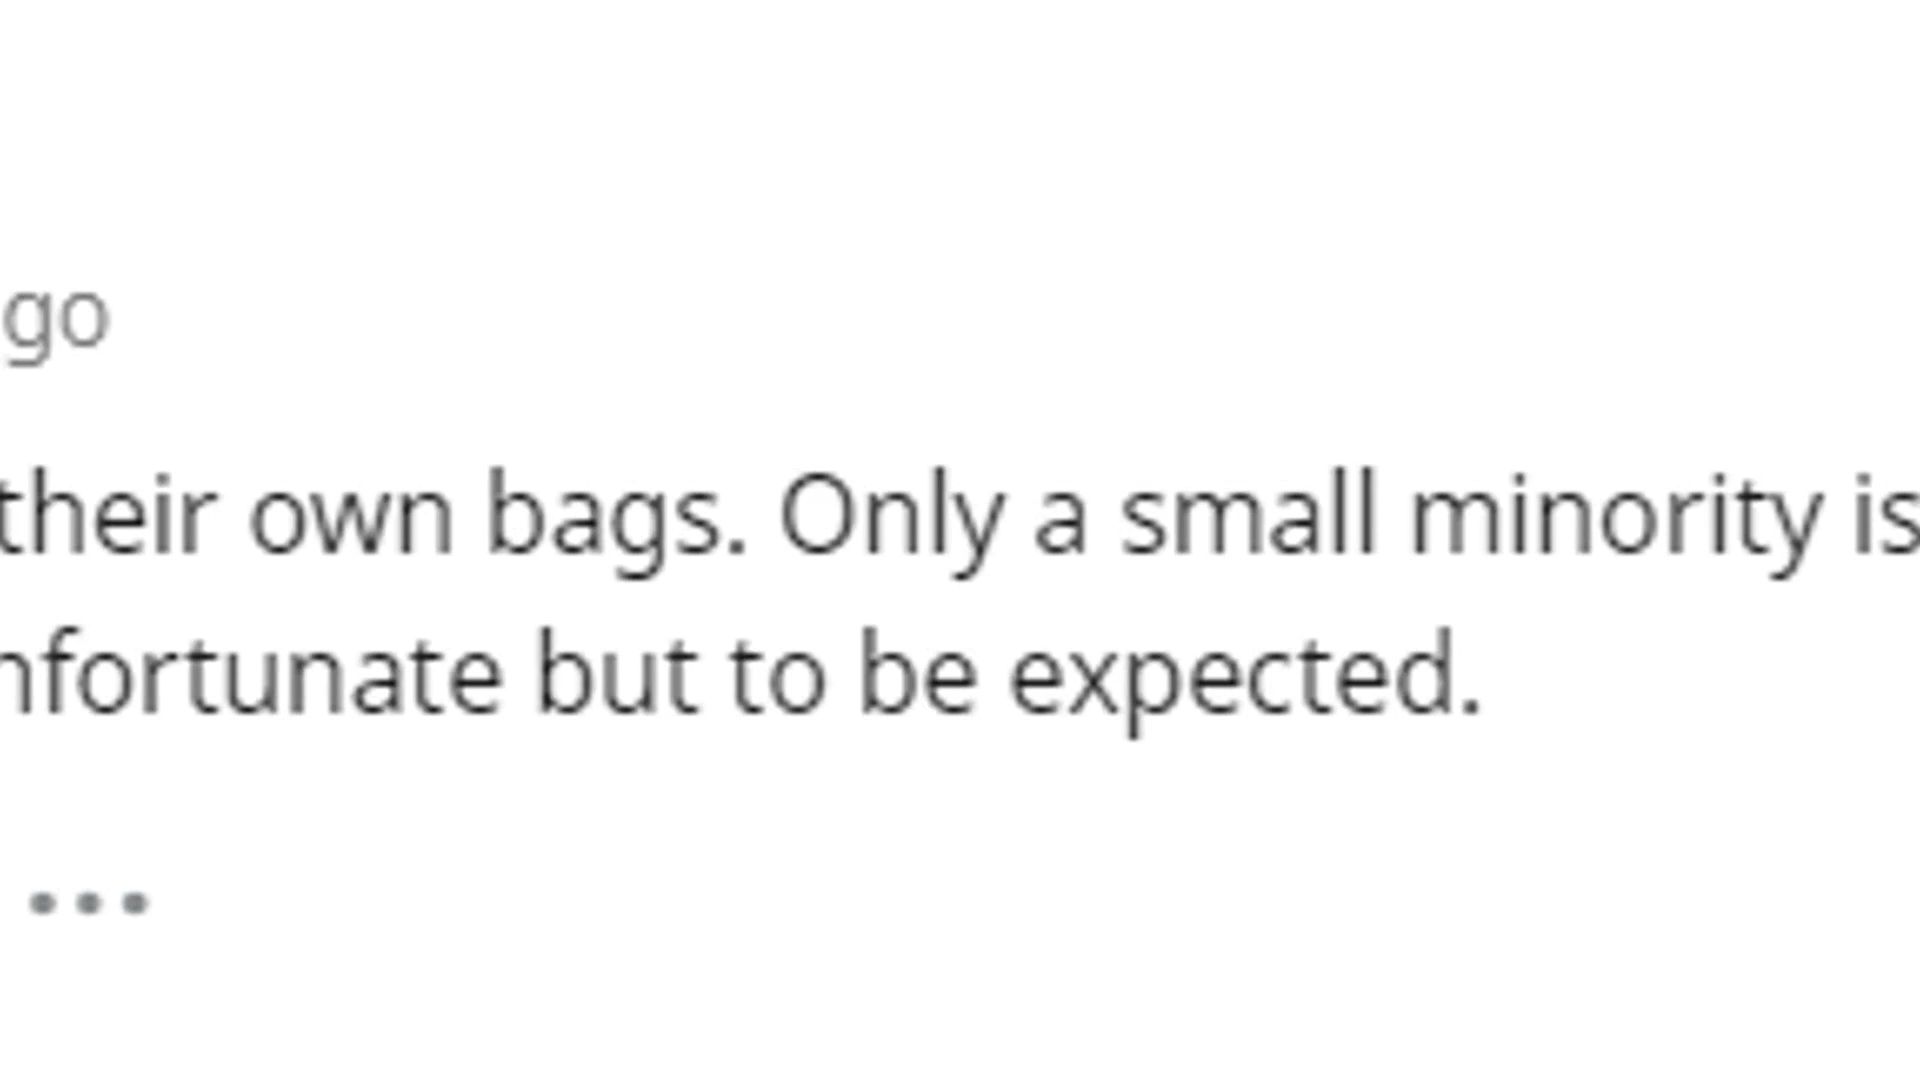 go
their own bags. Only a small minority is
nfortunate but to be expected.